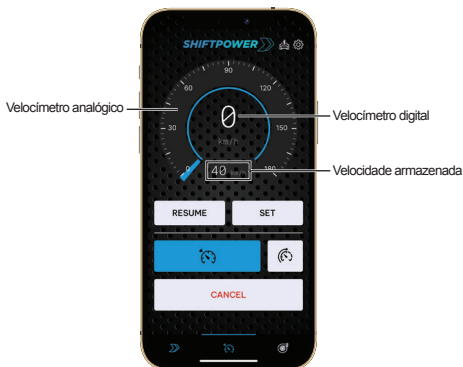 SHIFTPOWER
90
60
120
Velocímetro analógico
0
Velocímetro digital
30
150
km/h
0
40 km/h
180
Velocidade armazenada
RESUME
SET
CANCEL